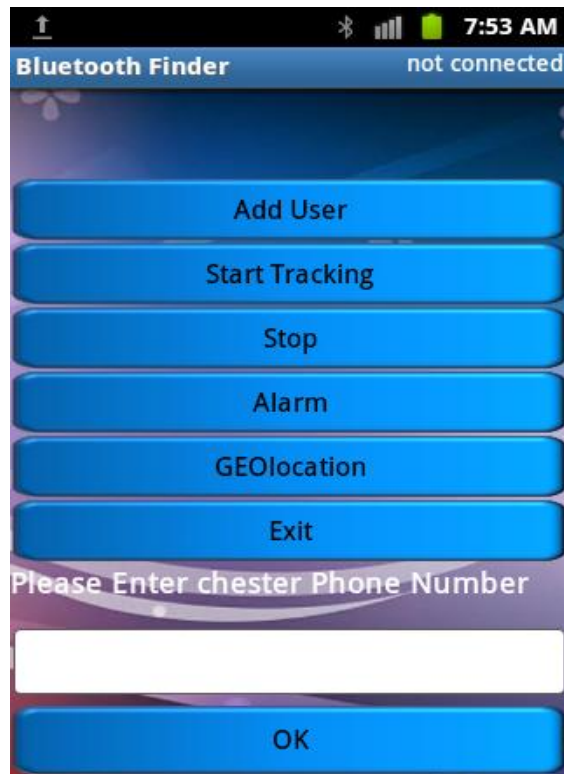 7:53 AM
Bluetooth Finder not connected
Add User
Start Tracking
Stop
Alarm
GEOlocation
Exit
Please Enter chester Phone Number
OK